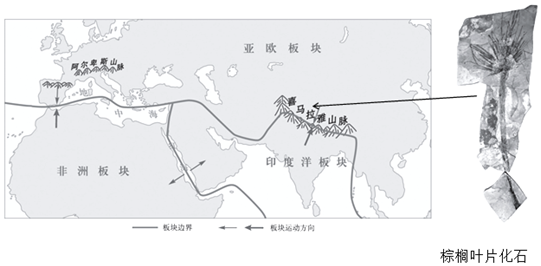 阿尔卑斯山脉
亚欧板块
地
中
海
喜马拉雅山脉
非洲板块
印度洋板块
板块边界
板块运动方向
棕榈叶片化石